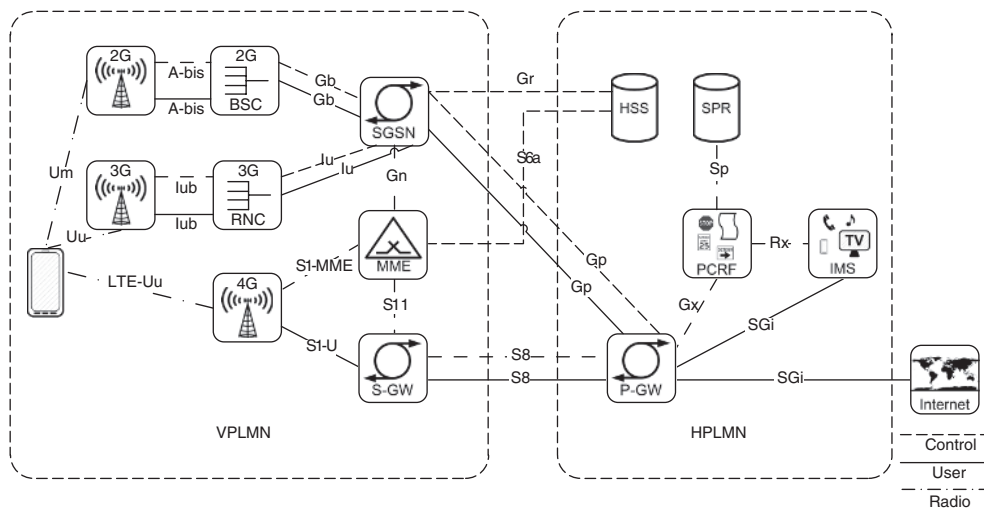 2G
A-bis
A-bis
2G
BSC
Gb
Gb
SGSN
Gr
HSS
SPR
Um
3G
Iub
Iub
3G
RNC
Iu
Iu
Gn
S6a
Sp
Uu
LTE-Uu
4G
S1-MME
MME
S11
S1-U
S-GW
Gp
Gp
STOP
PCRF
Rx
TV
IMS
Gx
SGi
S8
S8
P-GW
SGi
Internet
VPLMN
HPLMN
Control
User
Radio